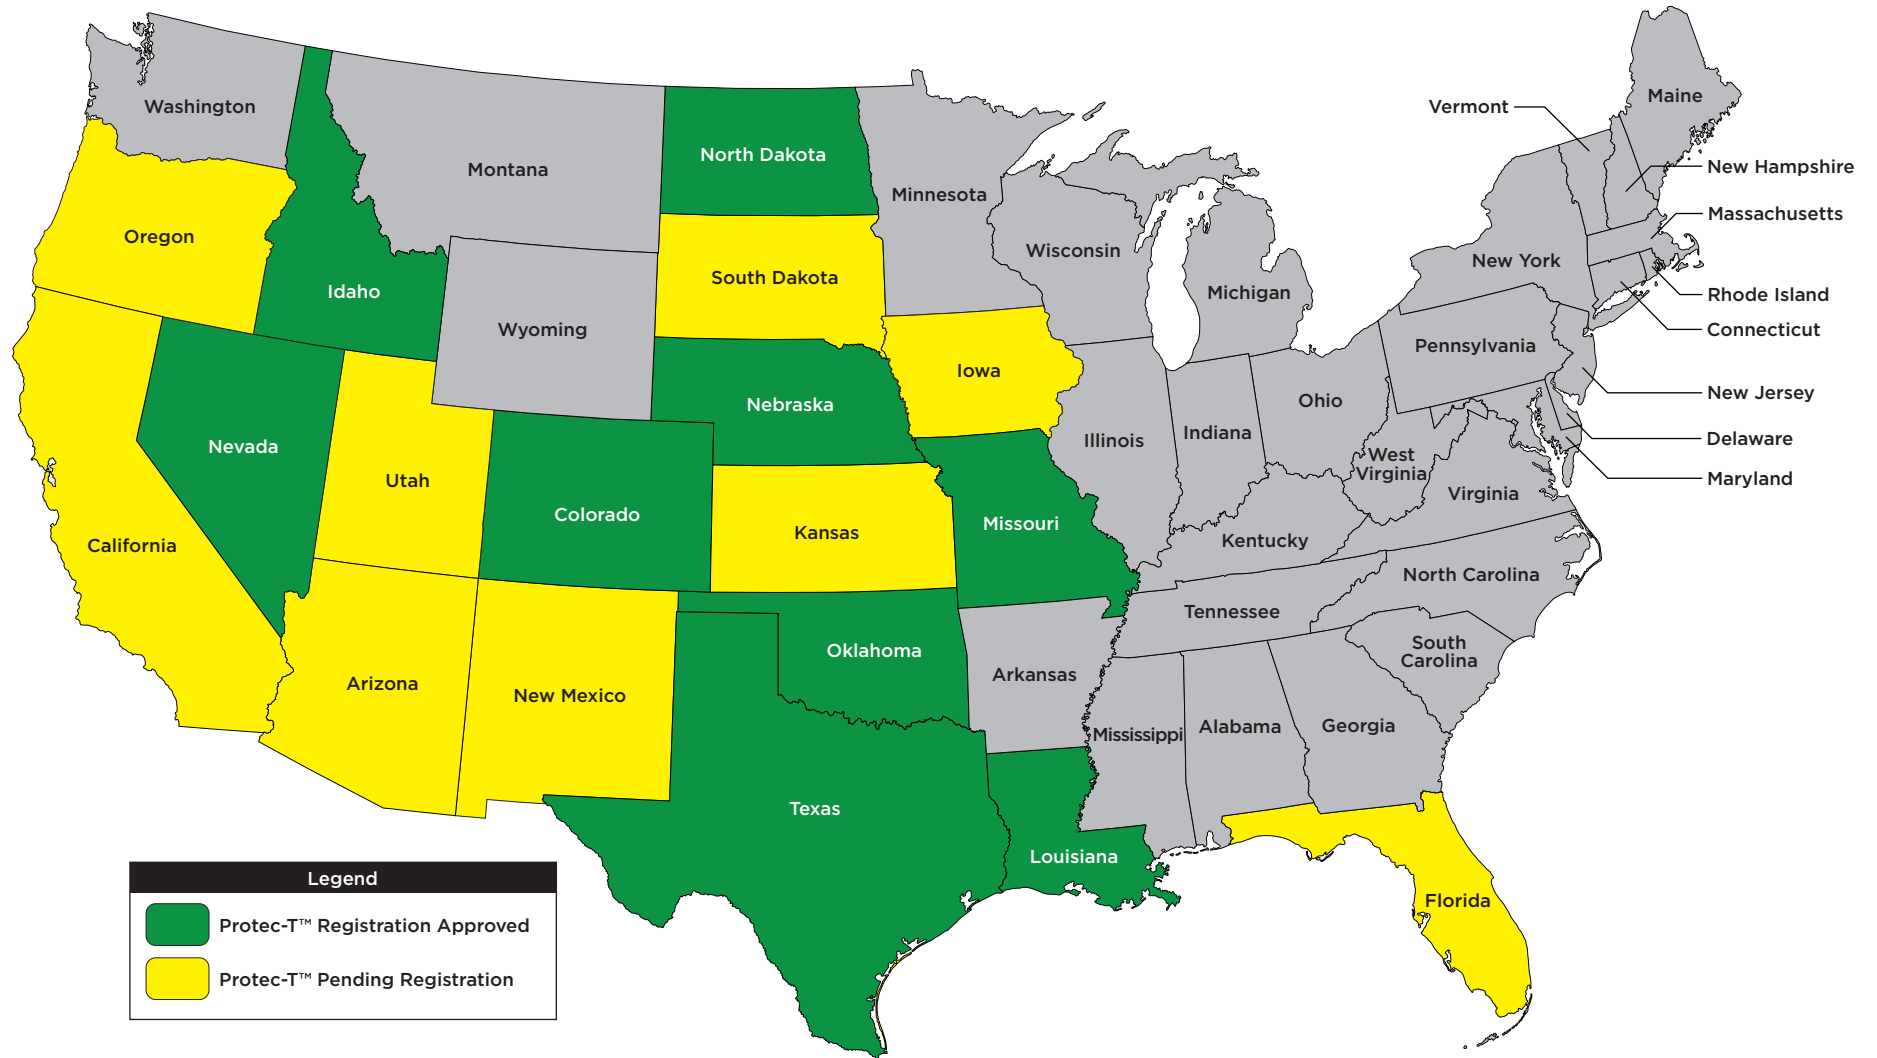 Washington
Montana
North Dakota
Minnesota
Vermont
Maine
New Hampshire
Massachusetts
Oregon
Idaho
Wyoming
South Dakota
Wisconsin
Michigan
New York
Rhode Island
Connecticut
Pennsylvania
New Jersey
Iowa
Nebraska
Nevada
Utah
Colorado
Kansas
Missouri
Illinois
Indiana
Ohio
West
Virginia
Virginia
Delaware
Maryland
California
Kentucky
North Carolina
Tennessee
South
Carolina
Arizona
New Mexico
Oklahoma
Arkansas
Mississippi
Alabama
Georgia
Texas
Louisiana
Florida
Legend
Protec-T™ Registration Approved
Protec-T™ Pending Registration